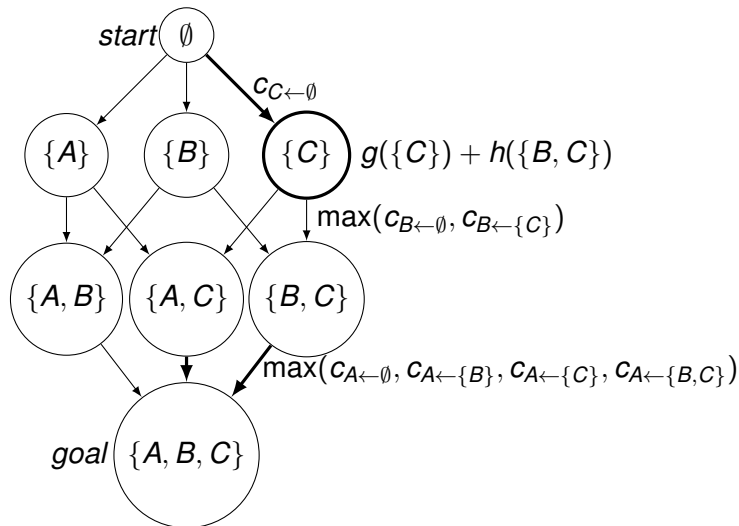 start ∅
c_{C←∅}
{A} {B} {C} g({C}) + h({B, C})
max(c_{B←∅}, c_{B←{C}})
{A, B} {A, C} {B, C}
max(c_{A←∅}, c_{A←{B}}, c_{A←{C}}, c_{A←{B,C}})
goal {A, B, C}